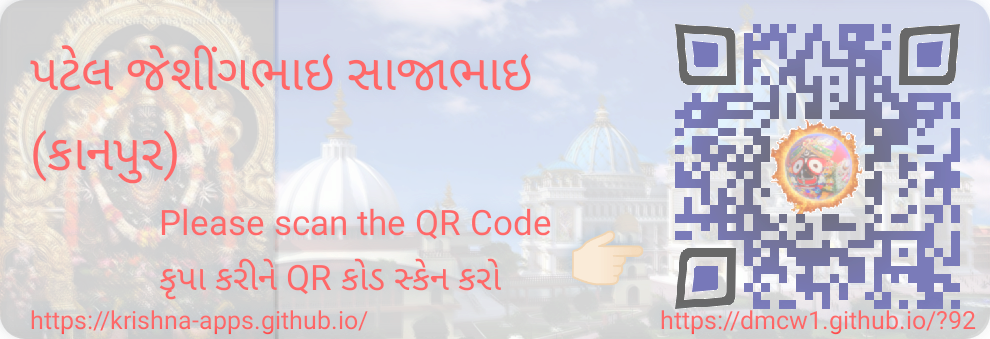 પટેલ જેશીંગભાઇ સાજાભાઇ
(કાનપુર)
Please scan the QR Code
કૃપા કરીને QR કોડ સ્કેન કરો
https://krishna-apps.github.io/
https://dmcw1.github.io/?92